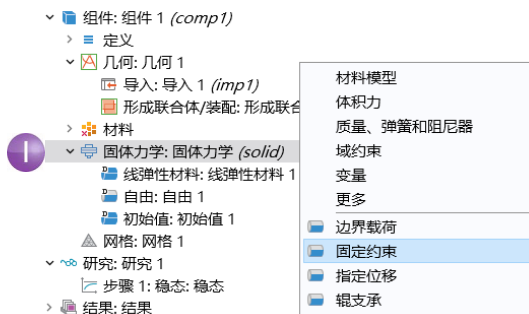 组件: 组件 1 (comp1)
定义
几何: 几何 1
导入: 导入 1 (imp1)
形成联合体/装配: 形成联合
材料
固体力学: 固体力学 (solid)
线弹性材料: 线弹性材料 1
自由: 自由 1
初始值: 初始值 1
网格: 网格 1
研究: 研究 1
步骤 1: 稳态: 稳态
结果: 结果
I
材料模型
体积力
质量、弹簧和阻尼器
域约束
变量
更多
边界载荷
固定约束
指定位移
辊支承